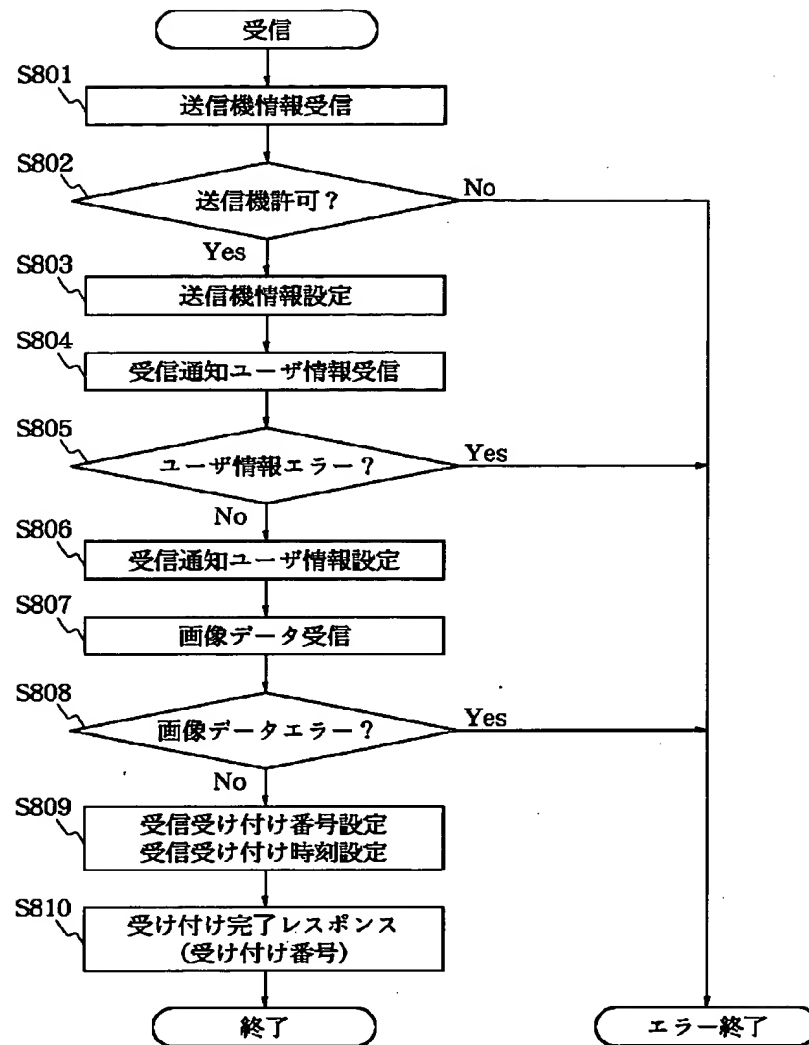 受信
S801
送信機情報受信
S802
送信機許可？
No
Yes
S803
送信機情報設定
S804
受信通知ユーザ情報受信
S805
ユーザ情報エラー？
Yes
No
S806
受信通知ユーザ情報設定
S807
画像データ受信
S808
画像データエラー？
Yes
No
S809
受信受け付け番号設定
受信受け付け時刻設定
S810
受け付け完了レスポンス
(受け付け番号)
終了
エラー終了